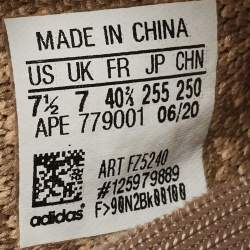 MADE IN CHINA
US UK FR JP CHN
7½ 7 40⅔ 255 250
APE 779001 06/20
ART FZ5240
#125979889
adidas F>90N2Bk00100